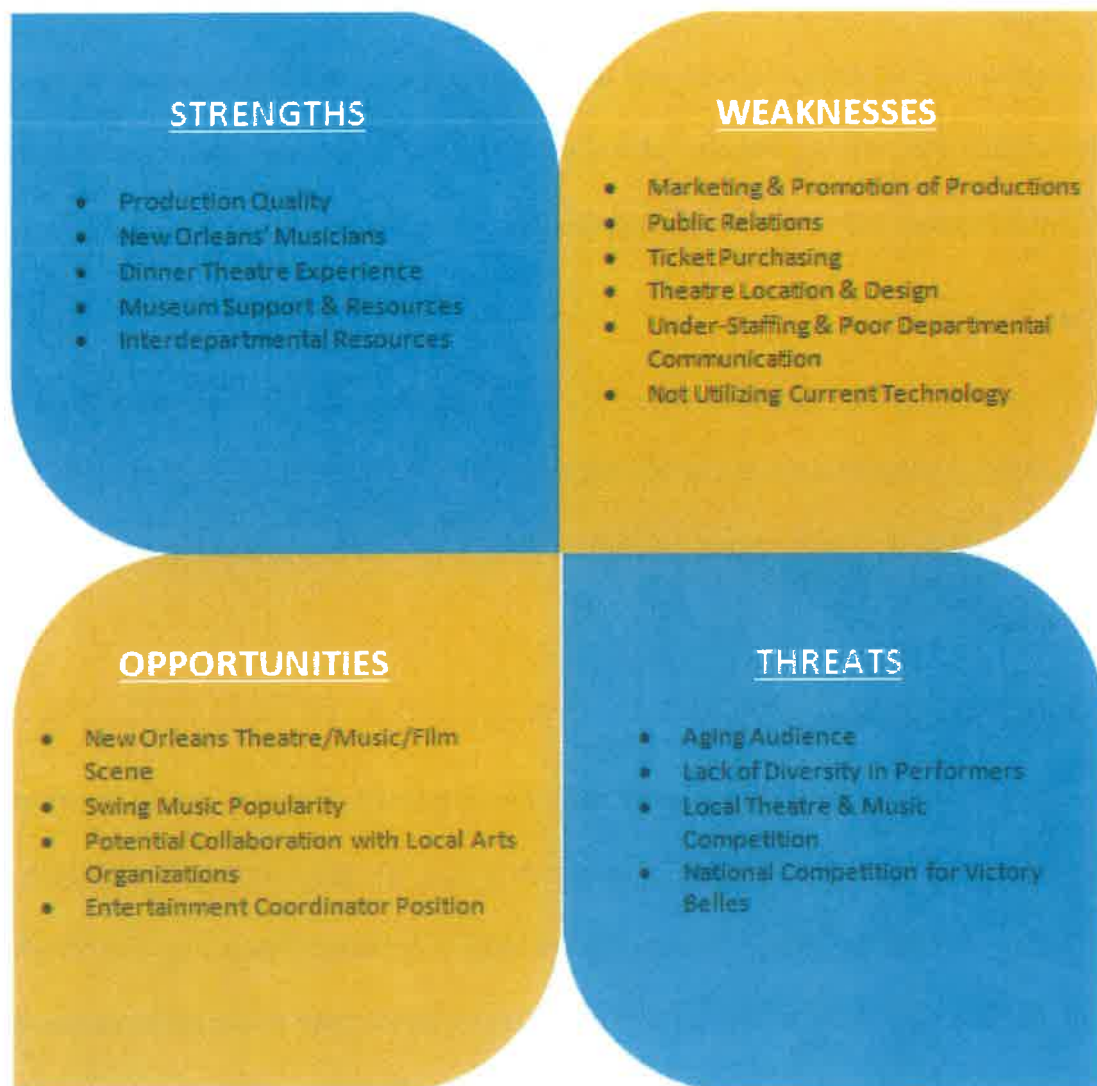 STRENGTHS
• Production Quality
• New Orleans' Musicians
• Dinner Theatre Experience
• Museum Support & Resources
• Interdepartmental Resources
WEAKNESSES
• Marketing & Promotion of Productions
• Public Relations
• Ticket Purchasing
• Theatre Location & Design
• Under-Staffing & Poor Departmental
Communication
• Not Utilizing Current Technology
OPPORTUNITIES
• New Orleans Theatre/Music/Film
Scene
• Swing Music Popularity
• Potential Collaboration with Local Arts
Organizations
• Entertainment Coordinator Position
THREATS
• Aging Audience
• Lack of Diversity in Performers
• Local Theatre & Music
Competition
• National Competition for Victory
Belles